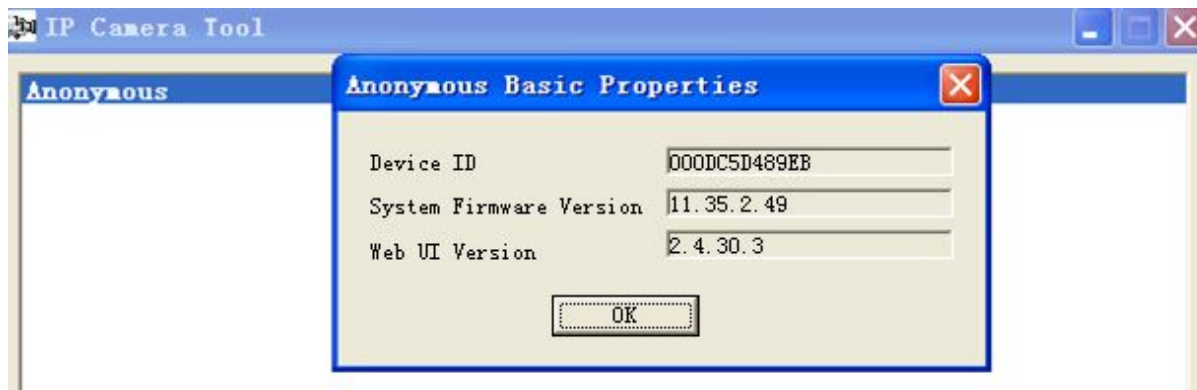 IP Camera Tool
Anonymous
Anonymous Basic Properties
Device ID 000DC5D489EB
System Firmware Version 11.35.2.49
Web UI Version 2.4.30.3
OK